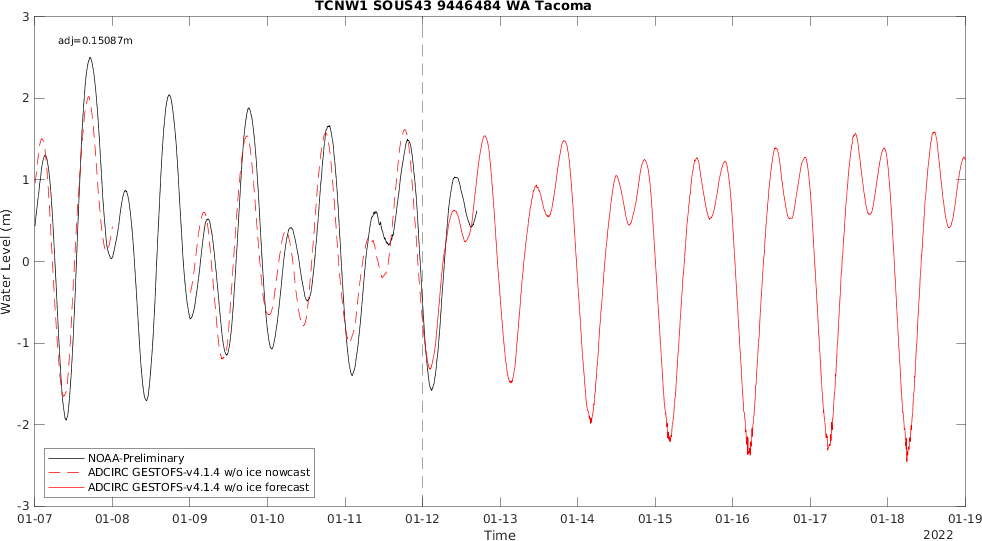 TCNW1 SOUS43 9446484 WA Tacoma
adj=0.15087m
3
2
1
0
-1
-2
-3
Water Level (m)
NOAA-Preliminary
ADCIRC GESTOFS-v4.1.4 w/o ice nowcast
ADCIRC GESTOFS-v4.1.4 w/o ice forecast
01-07 01-08 01-09 01-10 01-11 01-12 01-13 01-14 01-15 01-16 01-17 01-18 01-19
Time
2022